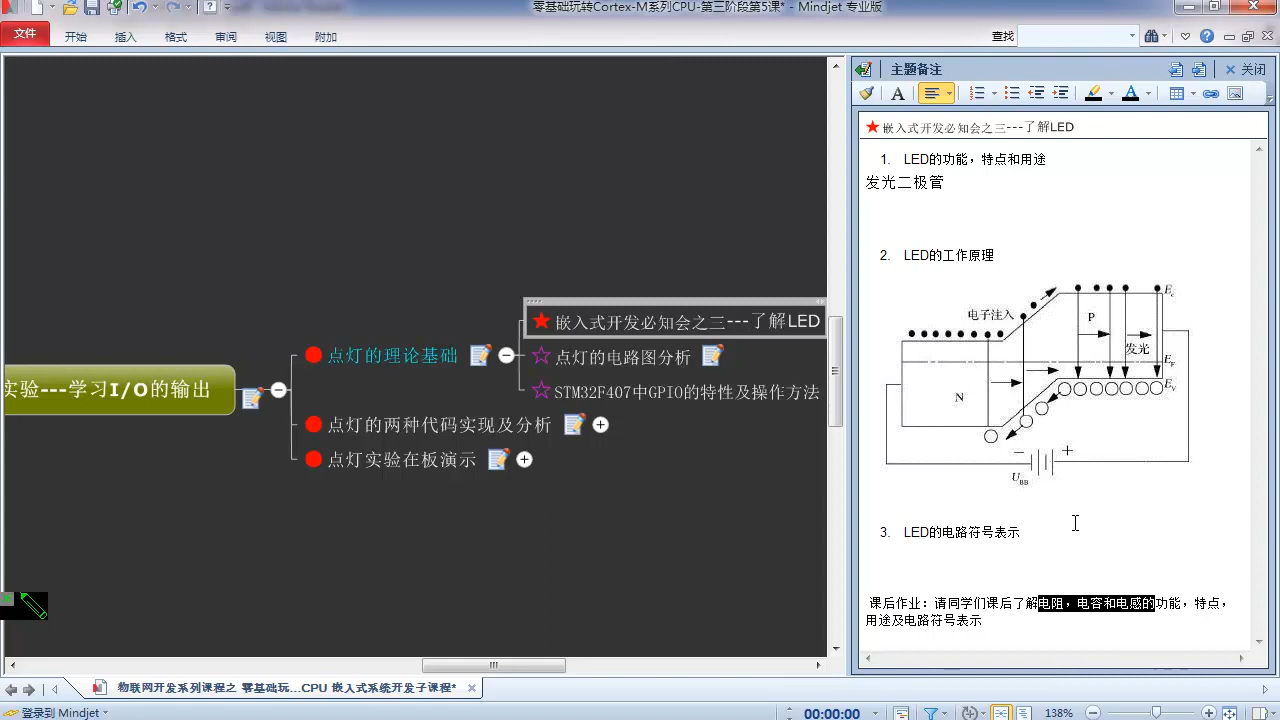 零基础玩转Cortex-M系列CPU-第三阶段第5课* - Mindjet 专业版
文件 开始 插入 格式 审阅 视图 附加 查找
主题备注 关闭
嵌入式开发必知会之三---了解LED
1. LED的功能，特点和用途
发光二极管
2. LED的工作原理
电子注入
P
发光
N
Ec
EF
EV
− +
UBB
3. LED的电路符号表示
课后作业：请同学们课后了解电阻，电容和电感的功能，特点，
用途及电路符号表示
实验---学习I/O的输出
点灯的理论基础
嵌入式开发必知会之三---了解LED
点灯的电路图分析
STM32F407中GPIO的特性及操作方法
点灯的两种代码实现及分析
点灯实验在板演示
物联网开发系列课程之 零基础玩...CPU 嵌入式系统开发子课程*
登录到 Mindjet
00:00:00
138%